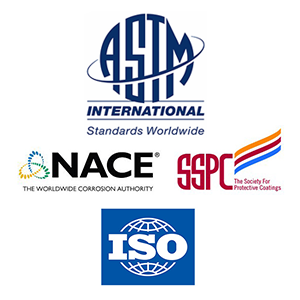 ASTM
INTERNATIONAL
Standards Worldwide
NACE®
THE WORLDWIDE CORROSION AUTHORITY
SSPC
The Society For
Protective Coatings
ISO